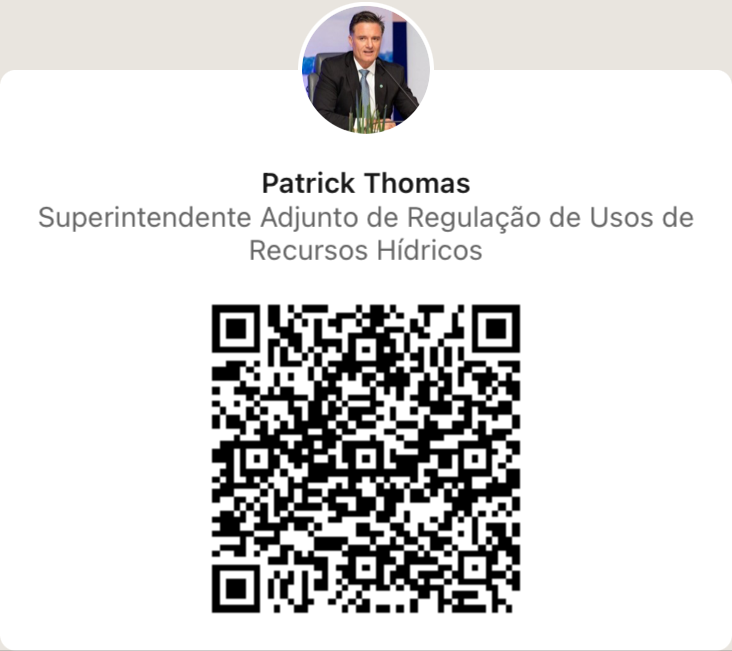 Patrick Thomas
Superintendente Adjunto de Regulação de Usos de
Recursos Hídricos